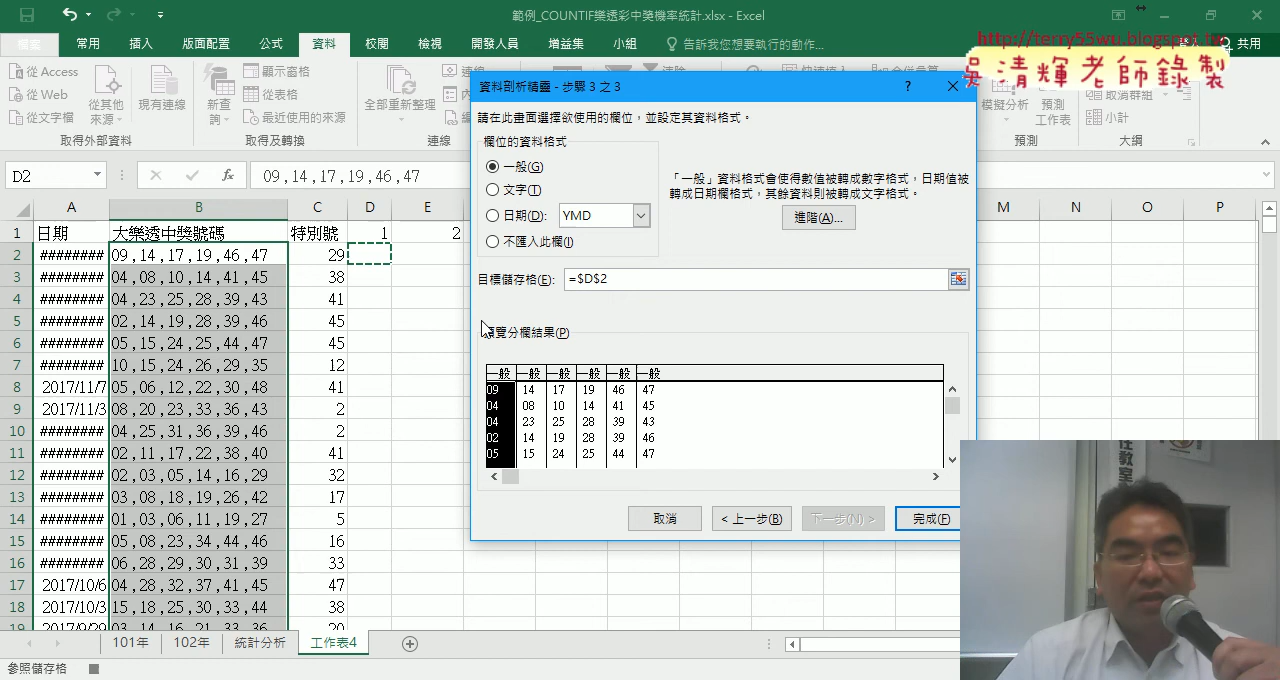 範例_COUNTIF樂透彩中獎機率統計.xlsx - Excel
常用 插入 版面配置 公式 資料 校閱 檢視 開發人員 增益集 小組 告訴我您想要執行的動作... 共用
http://terry55wu.blogspot.tw
吳清輝老師錄製
從 Access
從 Web
從文字檔
從其他來源
現有連線
新查詢
顯示窗格
從表格
最近使用的來源
全部重新整理
模擬分析
預測工作表
取消群組
小計
取得外部資料 取得及轉換 連線 預測 大綱
D2 fx 09,14,17,19,46,47
A B C D E M N O P
1 日期 大樂透中獎號碼 特別號 1 2
2 ######## 09,14,17,19,46,47 29
3 ######## 04,08,10,14,41,45 38
4 ######## 04,23,25,28,39,43 41
5 ######## 02,14,19,28,39,46 45
6 ######## 05,15,24,25,44,47 45
7 ######## 10,15,24,26,29,35 12
8 2017/11/7 05,06,12,22,30,48 41
9 2017/11/3 08,20,23,33,36,43 2
10 ######## 04,25,31,36,39,46 2
11 ######## 02,11,17,22,38,40 41
12 ######## 02,03,05,14,16,29 32
13 ######## 03,08,18,19,26,42 17
14 ######## 01,03,06,11,19,27 5
15 ######## 05,08,23,34,44,46 16
16 ######## 06,28,29,30,31,39 33
17 2017/10/6 04,28,32,37,41,45 47
18 2017/10/3 15,18,25,30,33,44 38
19 2017/9/29 03,14,16,21,33,36 20
資料剖析精靈 - 步驟 3 之 3 ?
請在此畫面選擇欲使用的欄位，並設定其資料格式。
欄位的資料格式
一般(G)
文字(T)
日期(D): YMD
不匯入此欄(I)
「一般」資料格式會使得數值被轉成數字格式，日期值被
轉成日期欄格式，其餘資料則被轉成文字格式。
進階(A)...
目標儲存格(E): =$D$2
預覽分欄結果(P)
一般 一般 一般 一般 一般 一般
09 14 17 19 46 47
04 08 10 14 41 45
04 23 25 28 39 43
02 14 19 28 39 46
05 15 24 25 44 47
取消 < 上一步(B) 下一步(N) > 完成(F)
任教室
101年 102年 統計分析 工作表4
參照儲存格